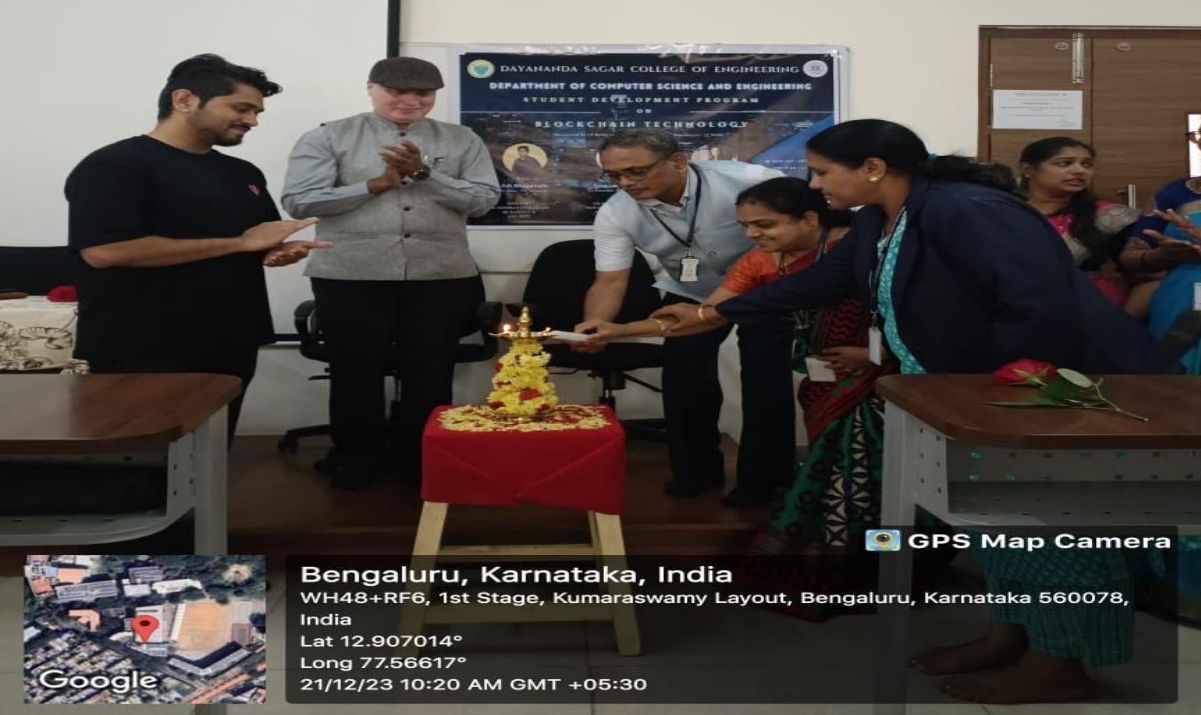 DAYANANDA SAGAR COLLEGE OF ENGINEERING
DEPARTMENT OF COMPUTER SCIENCE AND ENGINEERING
STUDENT DEVELOPMENT PROGRAM
ON
BLOCKCHAIN TECHNOLOGY
GPS Map Camera
Bengaluru, Karnataka, India
WH48+RF6, 1st Stage, Kumaraswamy Layout, Bengaluru, Karnataka 560078,
India
Lat 12.907014°
Long 77.56617°
21/12/23 10:20 AM GMT +05:30
Google